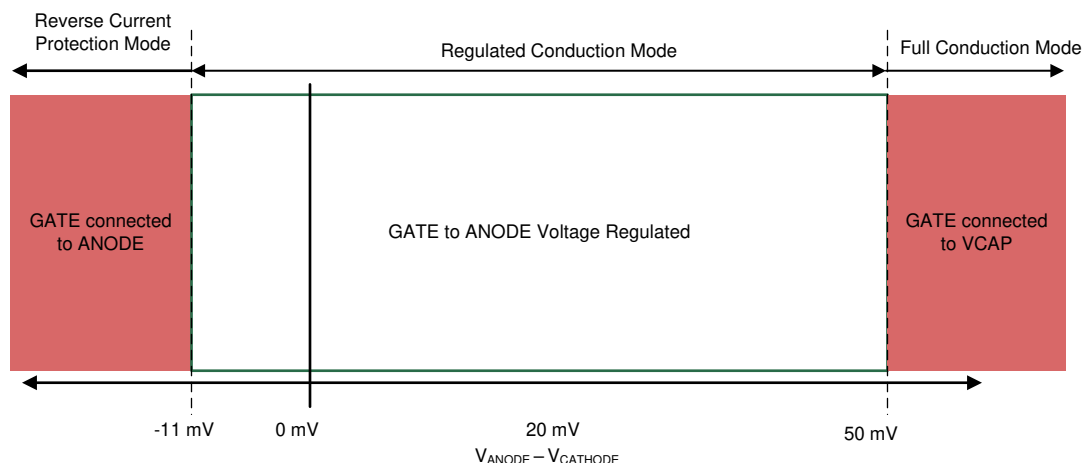 Reverse Current
Protection Mode
Regulated Conduction Mode
Full Conduction Mode
GATE connected
to ANODE
GATE to ANODE Voltage Regulated
GATE connected
to VCAP
-11 mV
0 mV
20 mV
50 mV
VANODE – VCATHODE